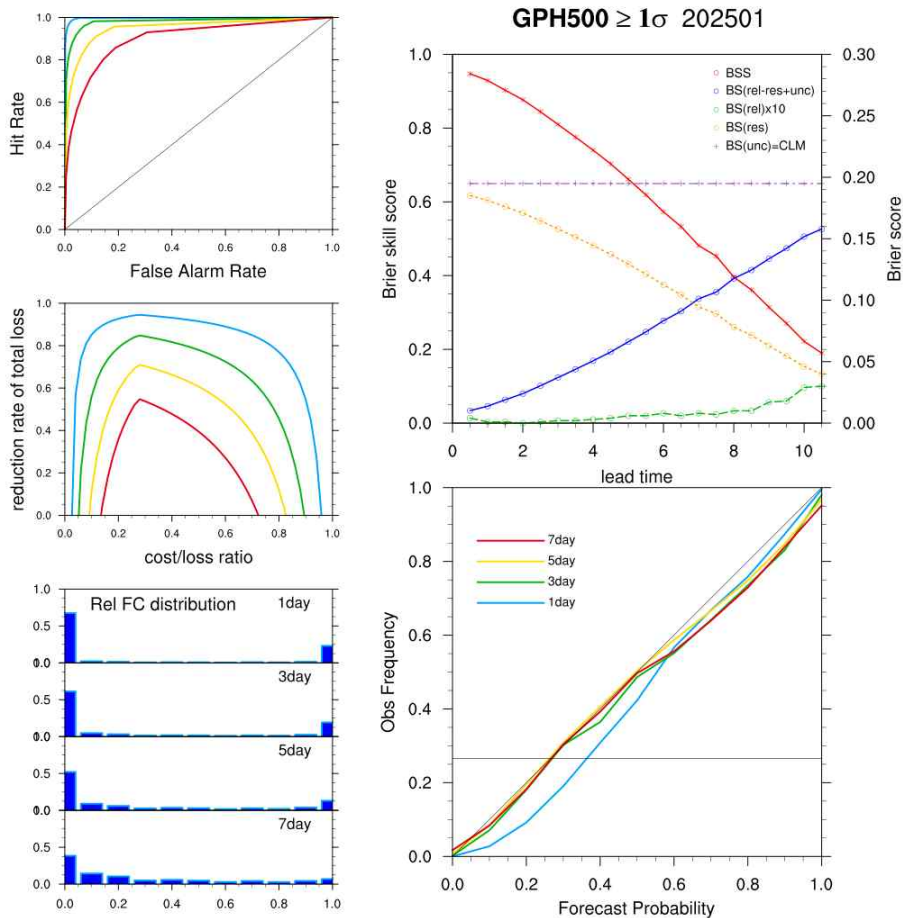 GPH500 ≥ 1σ 202501
1.0
0.8
0.6
0.4
0.2
0.0
Hit Rate
0.0 0.2 0.4 0.6 0.8 1.0
False Alarm Rate
1.0
0.8
0.6
0.4
0.2
0.0
reduction rate of total loss
0.0 0.2 0.4 0.6 0.8 1.0
cost/loss ratio
1.0
Rel FC distribution 1day
0.5
0.0
1.0
3day
0.5
0.0
1.0
5day
0.5
0.0
1.0
7day
0.5
0.0
0.0 0.2 0.4 0.6 0.8 1.0
1.0
0.8
0.6
0.4
0.2
0.0
Brier skill score
BSS
BS(rel-res+unc)
BS(rel)x10
BS(res)
BS(unc)=CLM
0.30
0.25
0.20
0.15
0.10
0.05
0.00
Brier score
0 2 4 6 8 10
lead time
1.0
0.8
0.6
0.4
0.2
0.0
Obs Frequency
7day
5day
3day
1day
0.0 0.2 0.4 0.6 0.8 1.0
Forecast Probability